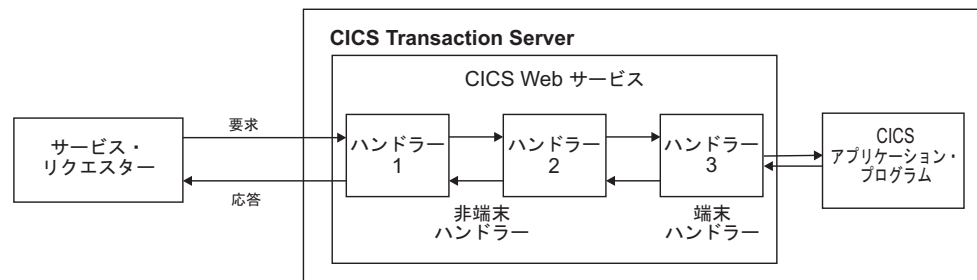 CICS Transaction Server
CICS Web サービス
サービス・
リクエスター
要求
応答
ハンドラー
1
ハンドラー
2
ハンドラー
3
CICS
アプリケーション・
プログラム
非端末
ハンドラー
端末
ハンドラー